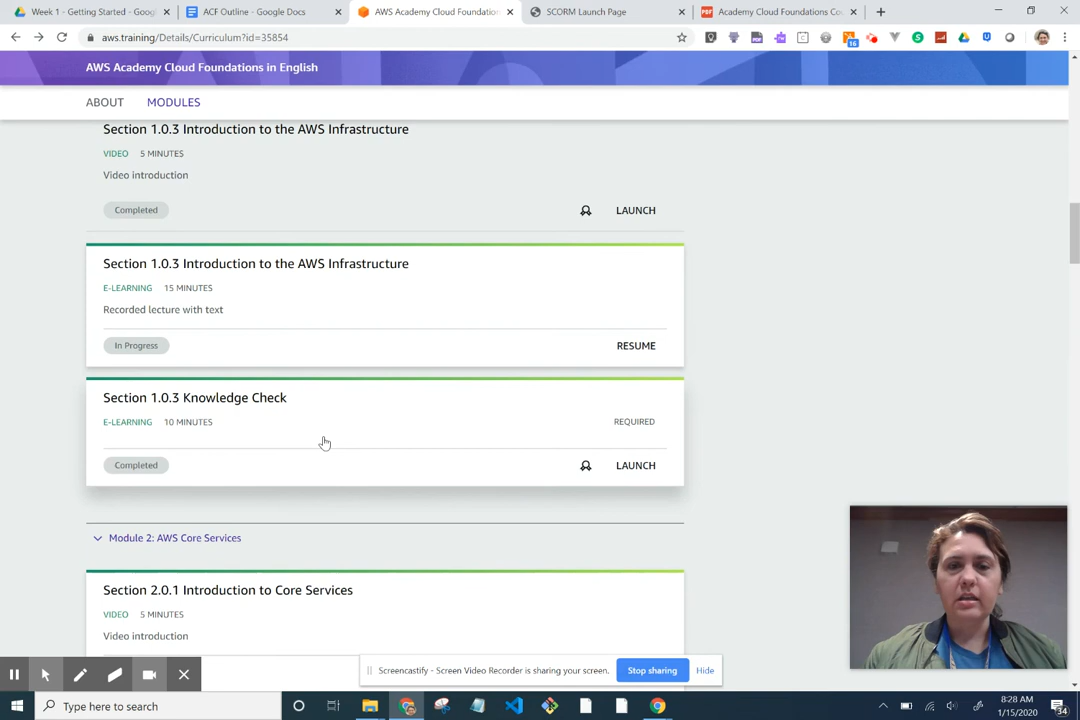 Week 1 - Getting Started - Googl
ACF Outline - Google Docs
AWS Academy Cloud Foundation
SCORM Launch Page
Academy Cloud Foundations Co
aws.training/Details/Curriculum?id=35854
16
AWS Academy Cloud Foundations in English
ABOUT
MODULES
Section 1.0.3 Introduction to the AWS Infrastructure
VIDEO 5 MINUTES
Video introduction
Completed
LAUNCH
Section 1.0.3 Introduction to the AWS Infrastructure
E-LEARNING 15 MINUTES
Recorded lecture with text
In Progress
RESUME
Section 1.0.3 Knowledge Check
E-LEARNING 10 MINUTES
REQUIRED
Completed
LAUNCH
Module 2: AWS Core Services
Section 2.0.1 Introduction to Core Services
VIDEO 5 MINUTES
Video introduction
Screencastify - Screen Video Recorder is sharing your screen.
Stop sharing
Hide
Type here to search
8:28 AM
1/15/2020
34